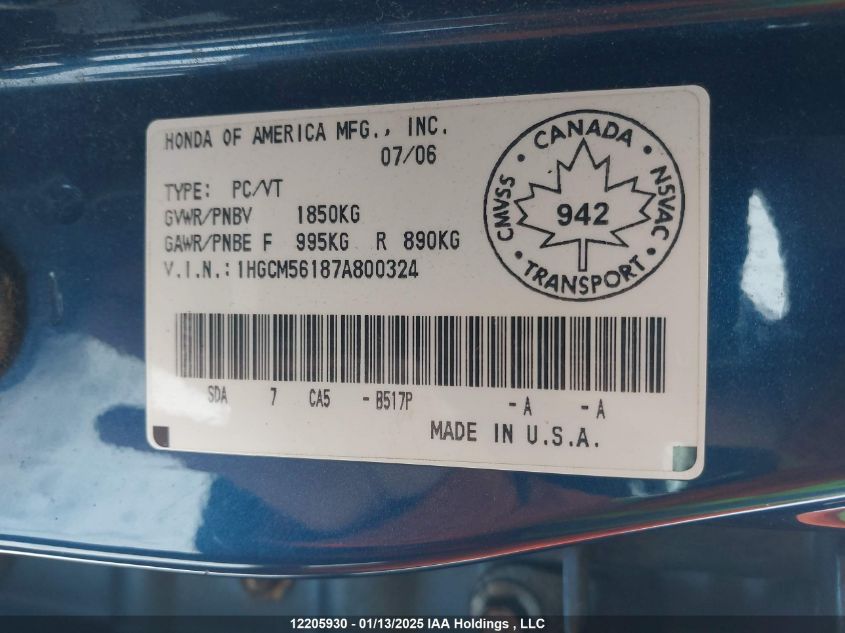 HONDA OF AMERICA MFG., INC.
07/06
TYPE: PC/VT
GVWR/PNBV 1850KG
GAWR/PNBE F 995KG R 890KG
V.I.N.:1HGCM56187A800324
CANADA
CMVSS
NSVAC
942
TRANSPORT
SDA 7 CA5 -B517P -A -A
MADE IN U.S.A.
12205930 - 01/13/2025 IAA Holdings , LLC